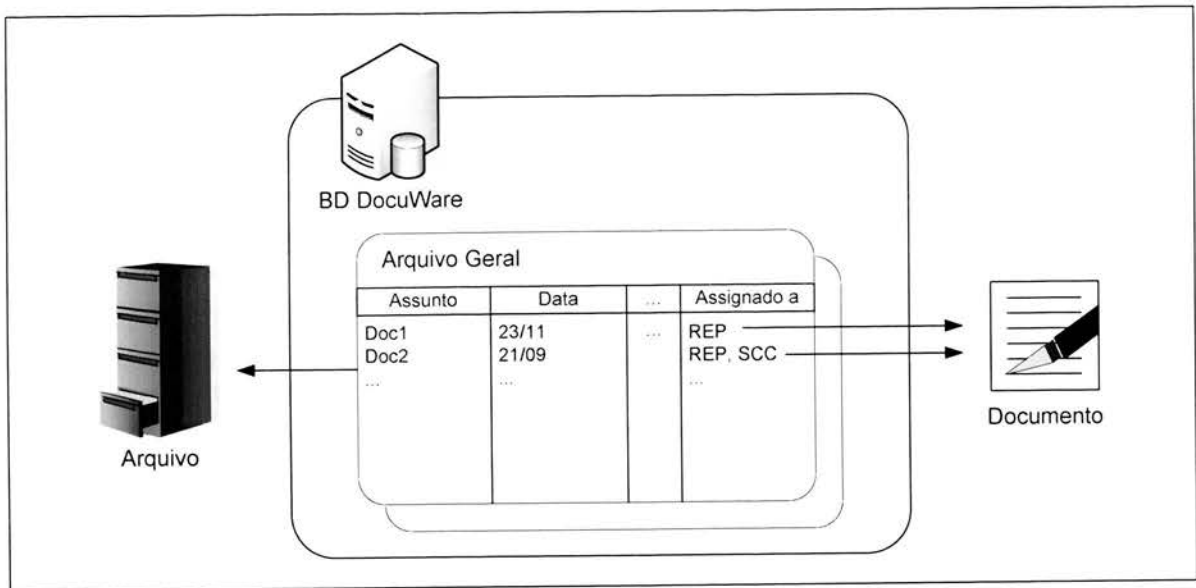 BD DocuWare
Arquivo Geral
Assunto Data ... Assignado a
Doc1 23/11 ... REP
Doc2 21/09 REP, SCC
... ... ...
Arquivo
Documento